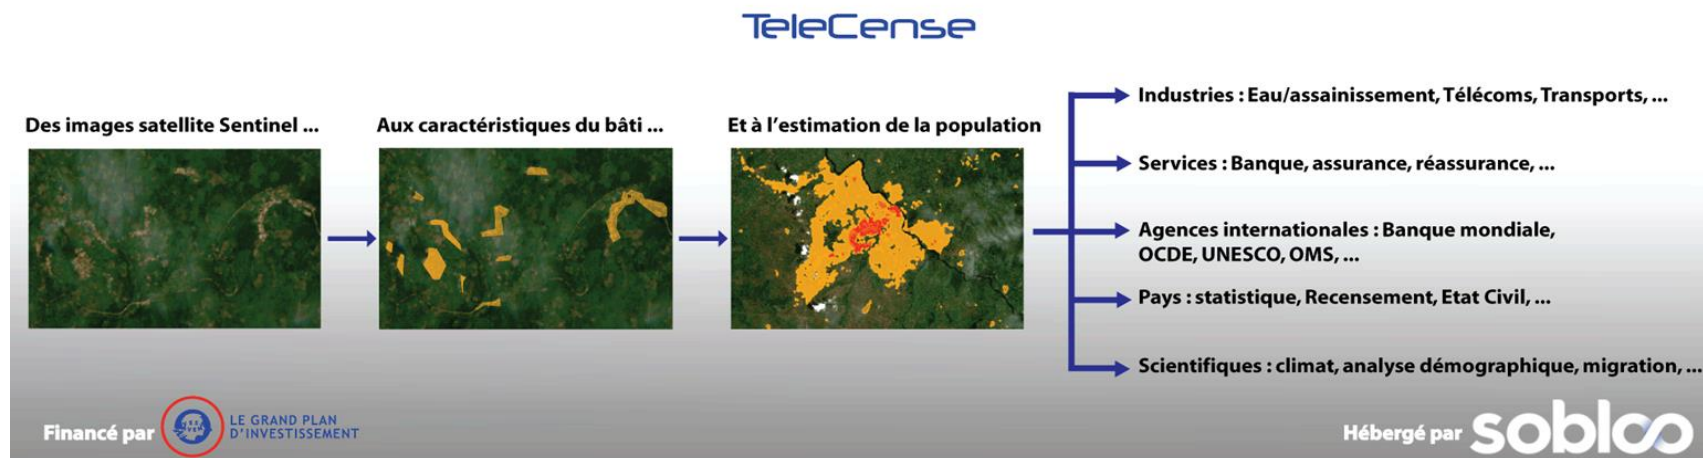 TeleCense
Des images satellite Sentinel ...
Aux caractéristiques du bâti ...
Et à l'estimation de la population
Industries : Eau/assainissement, Télécoms, Transports, ...
Services : Banque, assurance, réassurance, ...
Agences internationales : Banque mondiale,
OCDE, UNESCO, OMS, ...
Pays : statistique, Recensement, Etat Civil, ...
Scientifiques : climat, analyse démographique, migration, ...
Financé par
LE GRAND PLAN
D'INVESTISSEMENT
Hébergé par sobloo